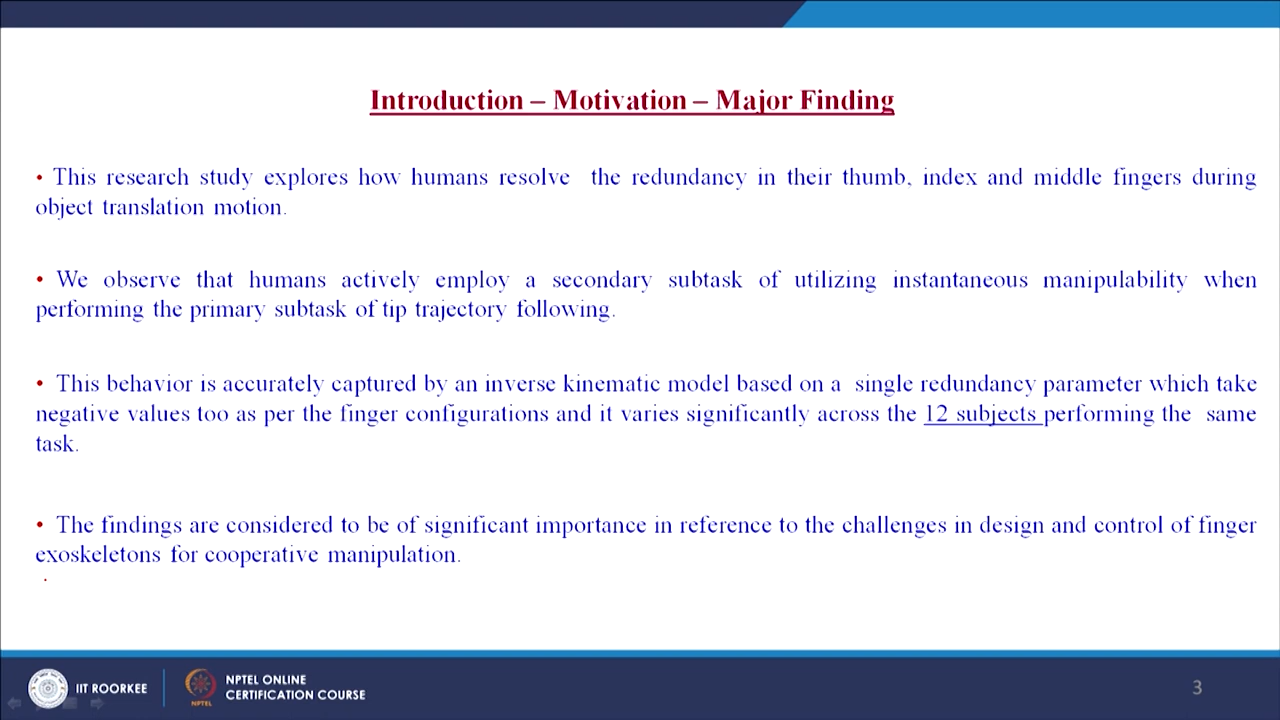 Introduction – Motivation – Major Finding
• This research study explores how humans resolve the redundancy in their thumb, index and middle fingers during
object translation motion.
• We observe that humans actively employ a secondary subtask of utilizing instantaneous manipulability when
performing the primary subtask of tip trajectory following.
• This behavior is accurately captured by an inverse kinematic model based on a single redundancy parameter which take
negative values too as per the finger configurations and it varies significantly across the 12 subjects performing the same
task.
• The findings are considered to be of significant importance in reference to the challenges in design and control of finger
exoskeletons for cooperative manipulation.
IIT ROORKEE
NPTEL
NPTEL ONLINE
CERTIFICATION COURSE
3